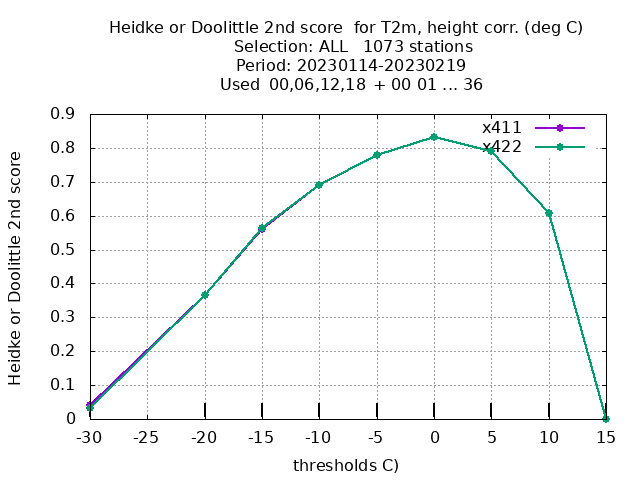 Heidke or Doolittle 2nd score  for T2m, height corr. (deg C)
Selection: ALL   1073 stations
Period: 20230114-20230219
Used  00,06,12,18  + 00 01 ... 36
Heidke or Doolittle 2nd score
0.9
0.8
0.7
0.6
0.5
0.4
0.3
0.2
0.1
0
x411
x422
-30 -25 -20 -15 -10 -5 0 5 10 15
thresholds C)